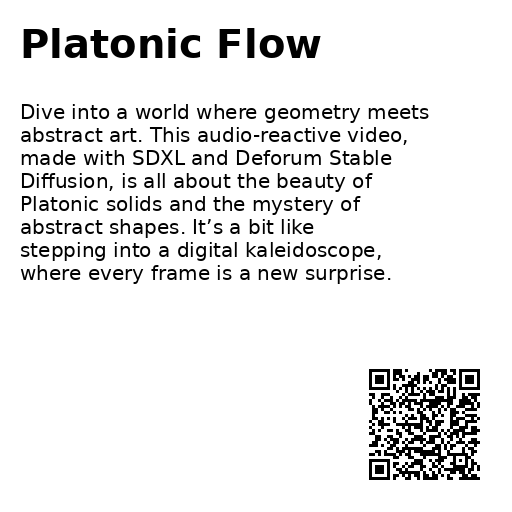 Platonic Flow
Dive into a world where geometry meets
abstract art. This audio-reactive video,
made with SDXL and Deforum Stable
Diffusion, is all about the beauty of
Platonic solids and the mystery of
abstract shapes. It’s a bit like
stepping into a digital kaleidoscope,
where every frame is a new surprise.